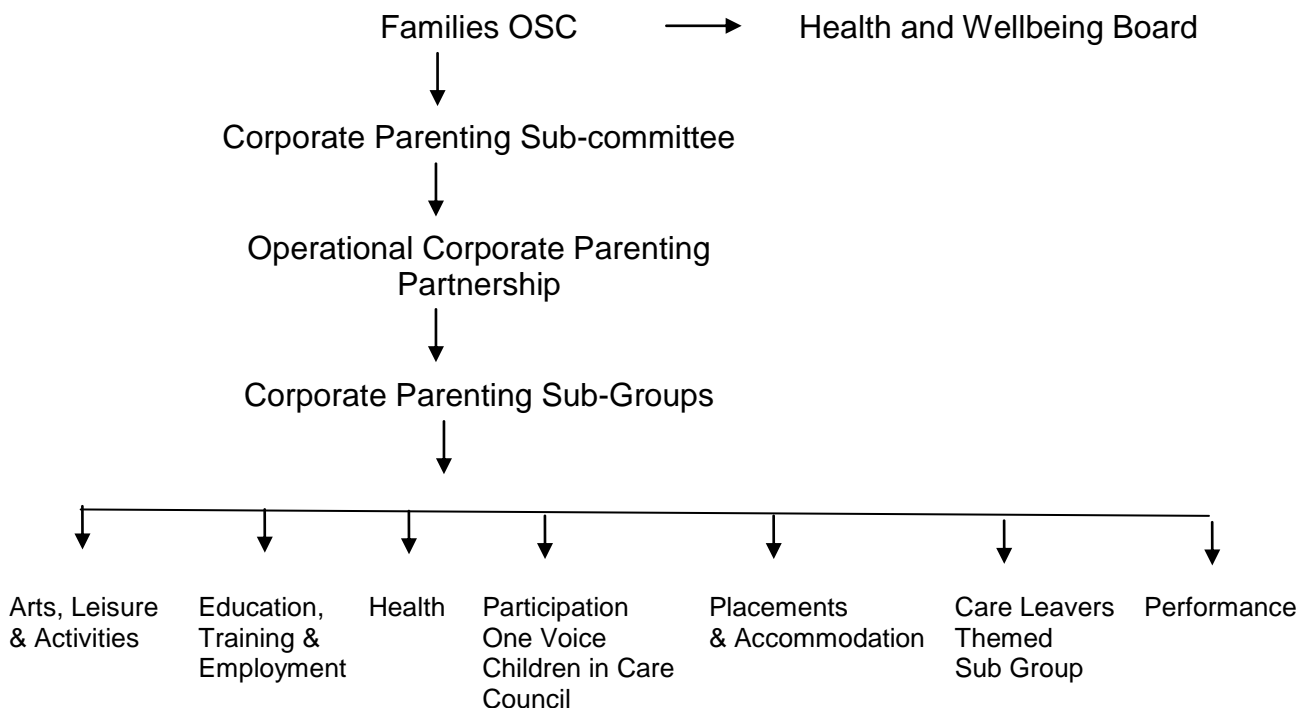 Families OSC
Health and Wellbeing Board
Corporate Parenting Sub-committee
Operational Corporate Parenting
Partnership
Corporate Parenting Sub-Groups
Arts, Leisure
& Activities
Education,
Training &
Employment
Health
Participation
One Voice
Children in Care
Council
Placements
& Accommodation
Care Leavers
Themed
Sub Group
Performance